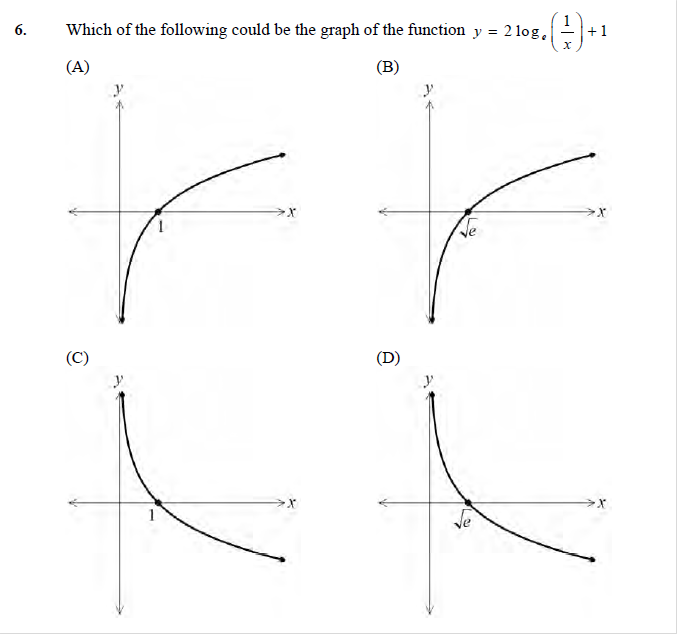 6. Which of the following could be the graph of the function y = 2 log_e (1/x) + 1
(A) (B)
y y
x x
1 √e
(C) (D)
y y
x x
1 √e